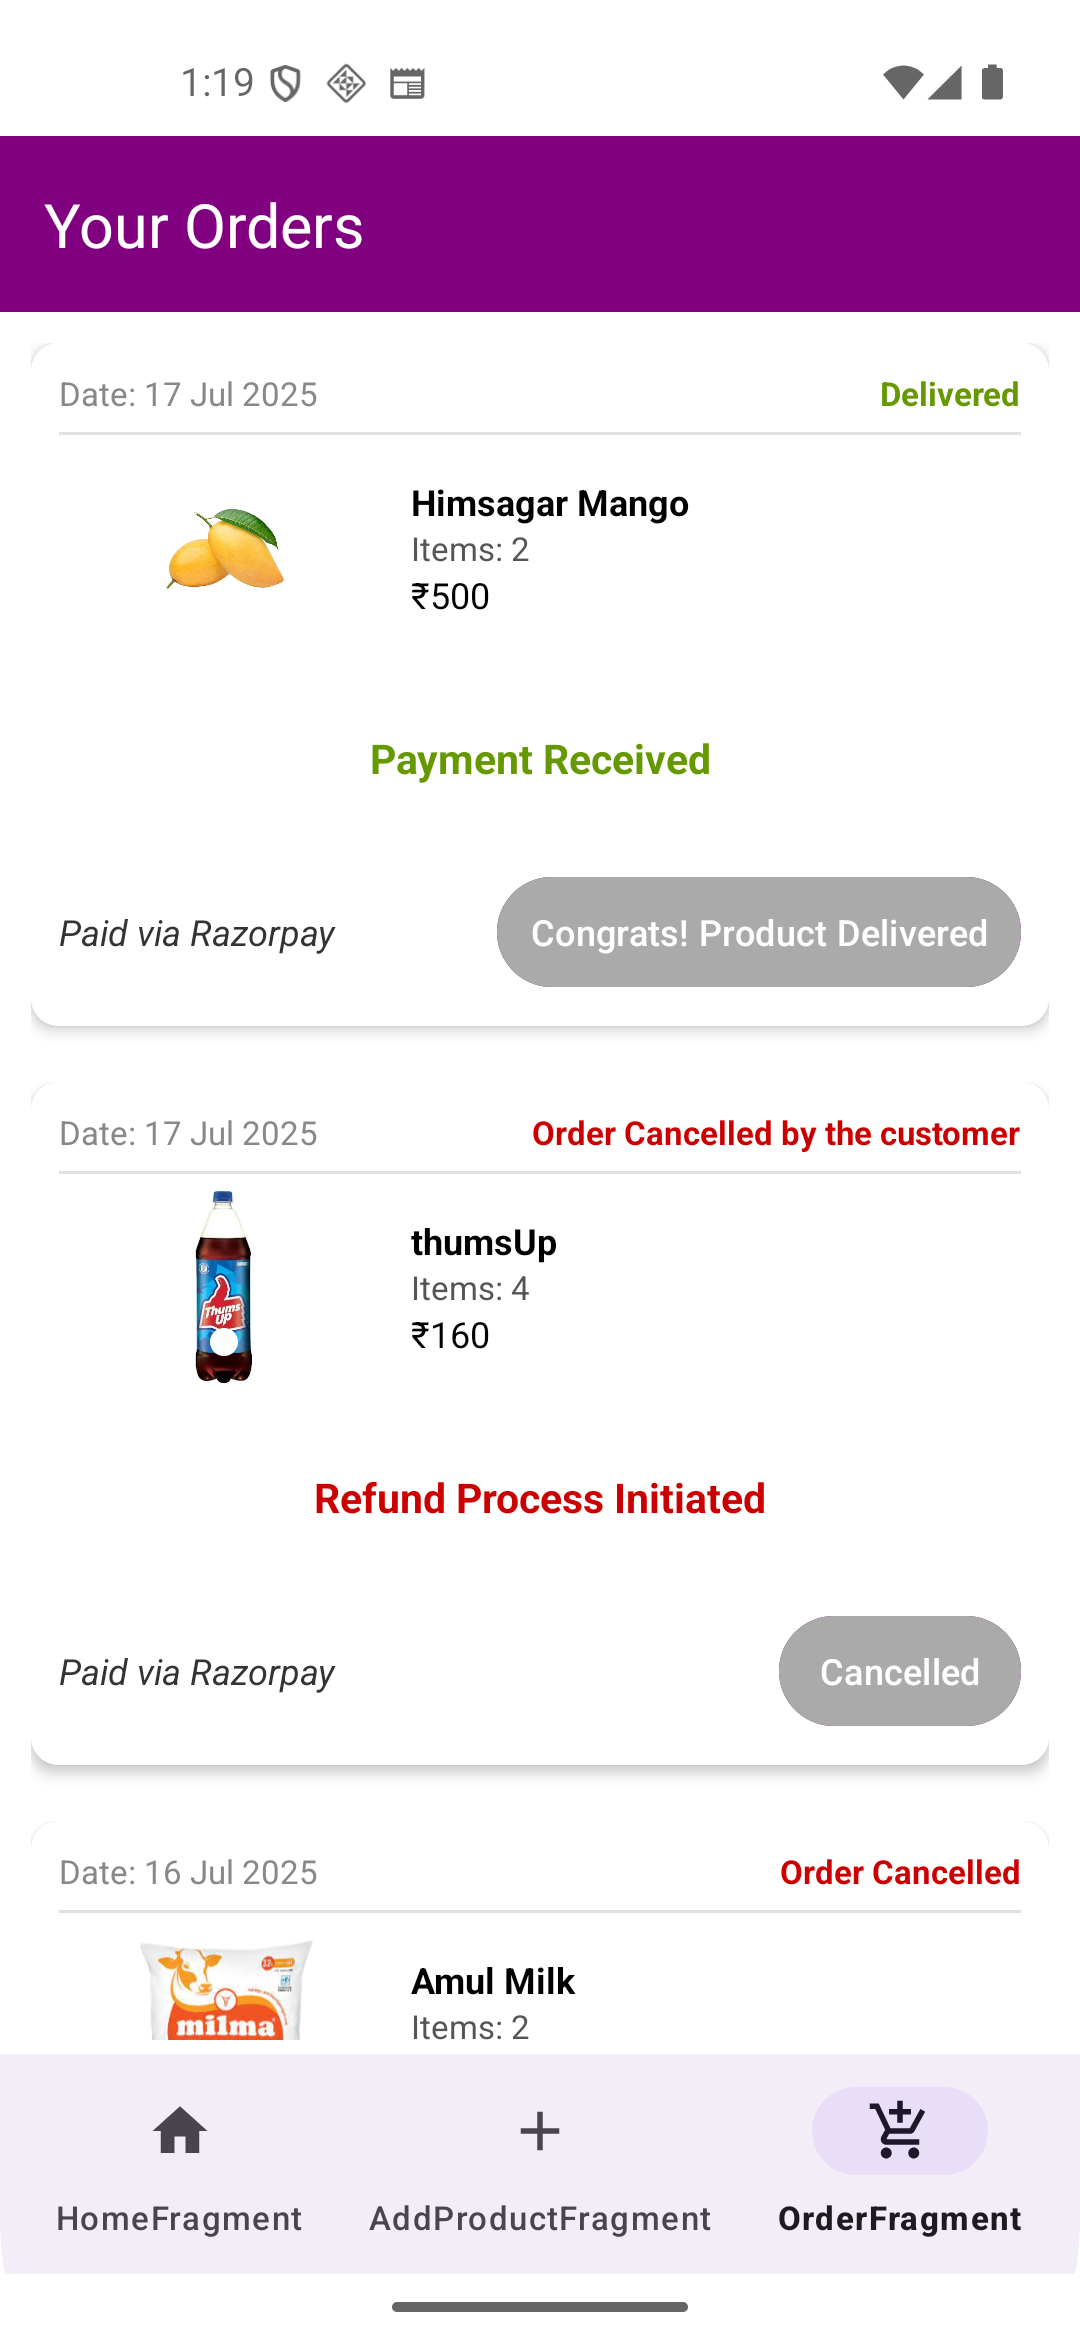 1:19
Your Orders
Date: 17 Jul 2025
Delivered
Himsagar Mango
Items: 2
₹500
Payment Received
Paid via Razorpay
Congrats! Product Delivered
Date: 17 Jul 2025
Order Cancelled by the customer
thumsUp
Items: 4
₹160
Thums
UP
Refund Process Initiated
Paid via Razorpay
Cancelled
Date: 16 Jul 2025
Order Cancelled
milma
Amul Milk
Items: 2
HomeFragment
AddProductFragment
OrderFragment